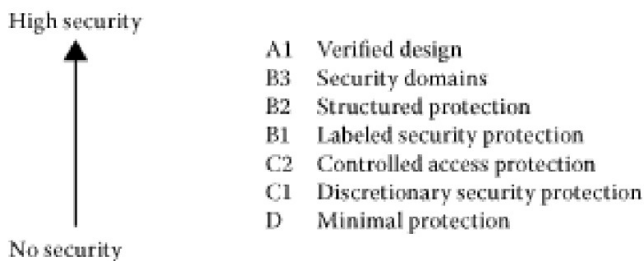 High security
A1 Verified design
B3 Security domains
B2 Structured protection
B1 Labeled security protection
C2 Controlled access protection
C1 Discretionary security protection
D Minimal protection
No security